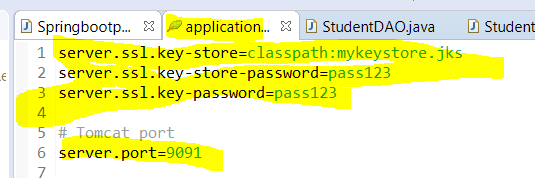 Springbootp... application... StudentDAO.java Student
1 server.ssl.key-store=classpath:mykeystore.jks
2 server.ssl.key-store-password=pass123
3 server.ssl.key-password=pass123
4
5 # Tomcat port
6 server.port=9091
7